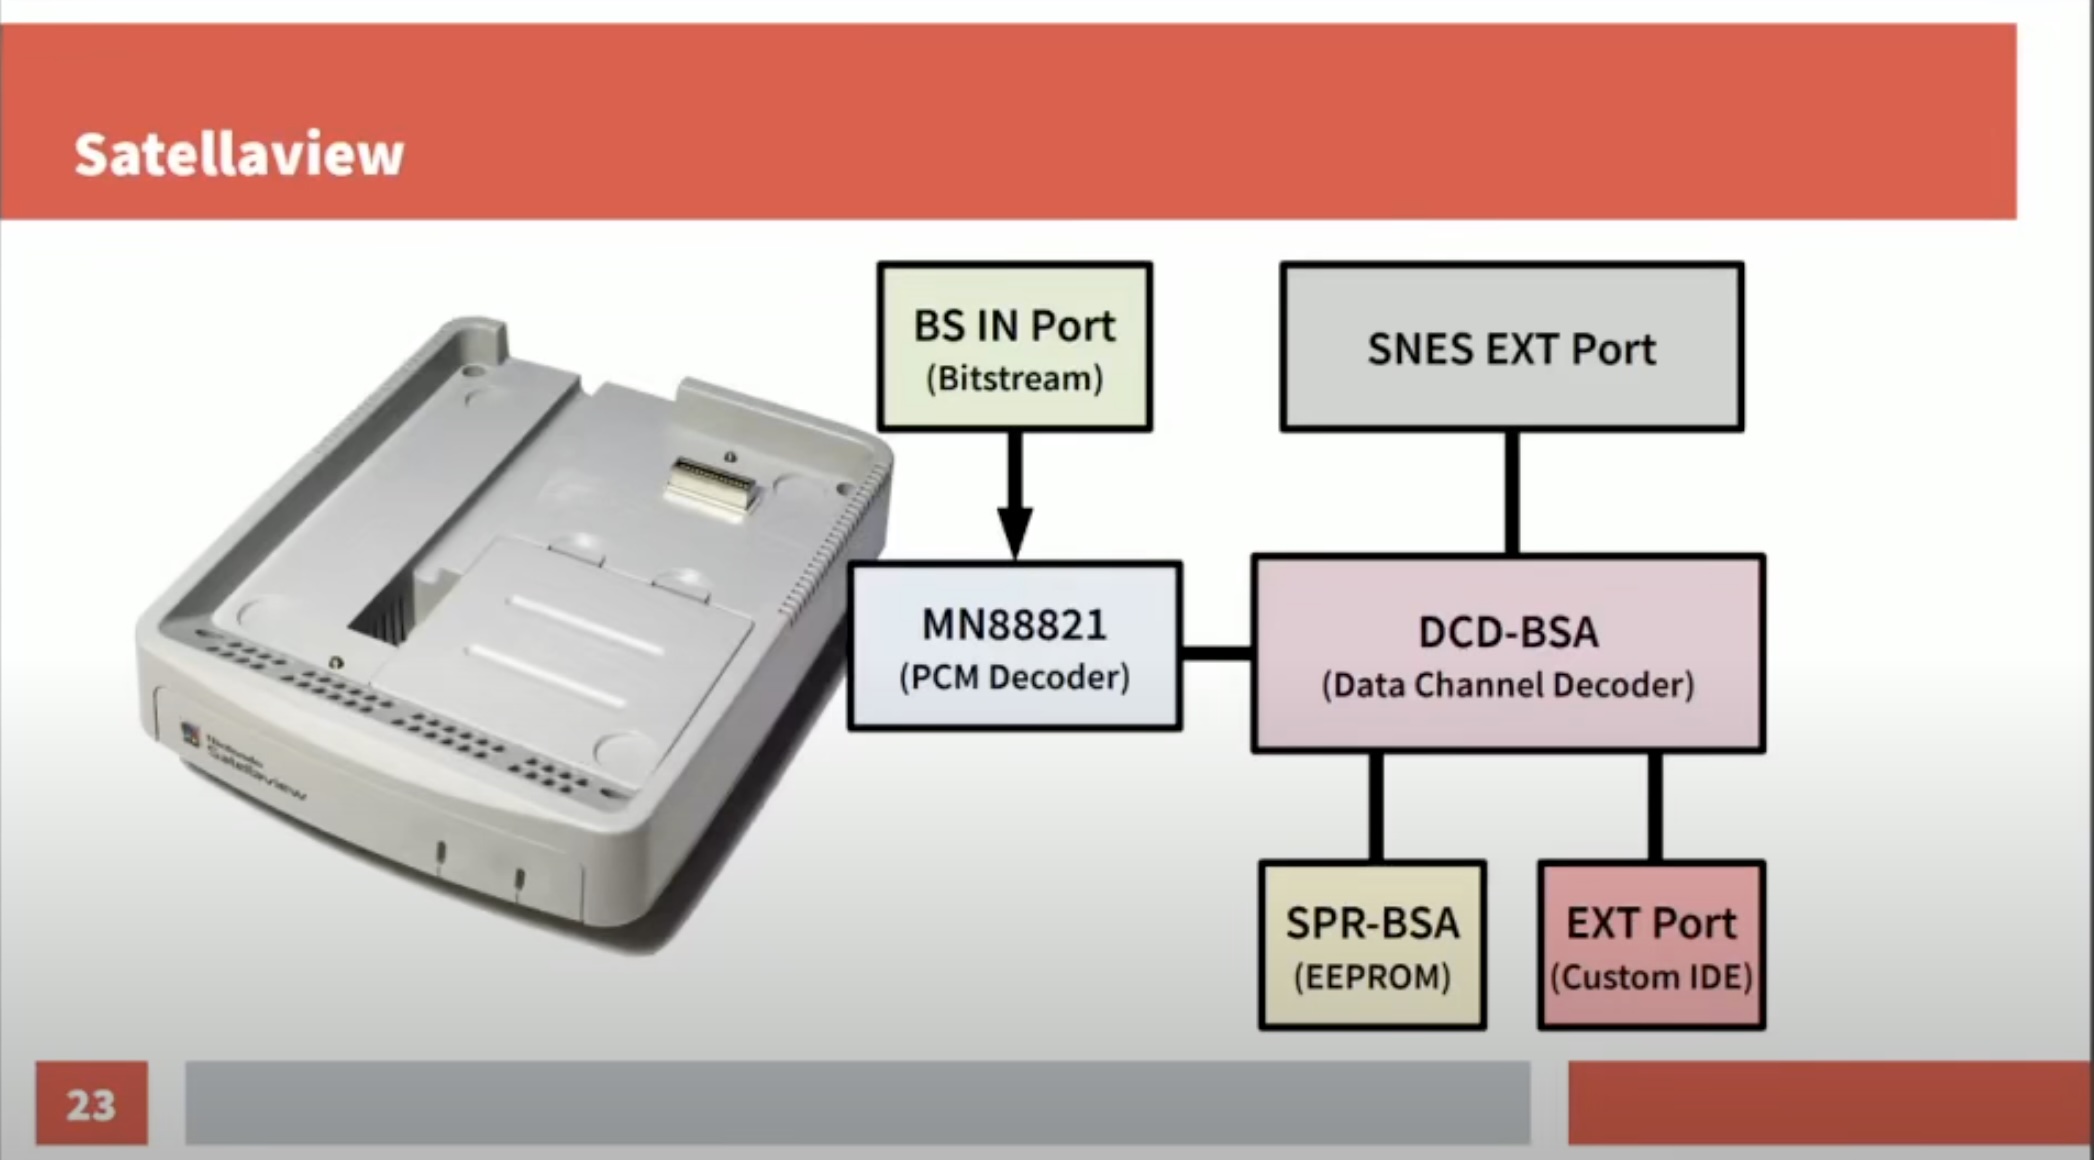 Satellaview
BS IN Port
(Bitstream)
SNES EXT Port
MN88821
(PCM Decoder)
DCD-BSA
(Data Channel Decoder)
SPR-BSA
(EEPROM)
EXT Port
(Custom IDE)
Nintendo
Satellaview
23